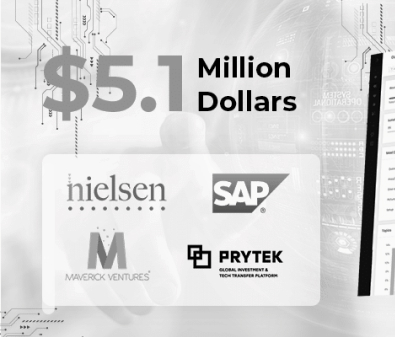 $5.1 Million
Dollars
nielsen
SAP®
MAVERICK VENTURES
PRYTEK
GLOBAL INVESTMENT &
TECH TRANSFER PLATFORM